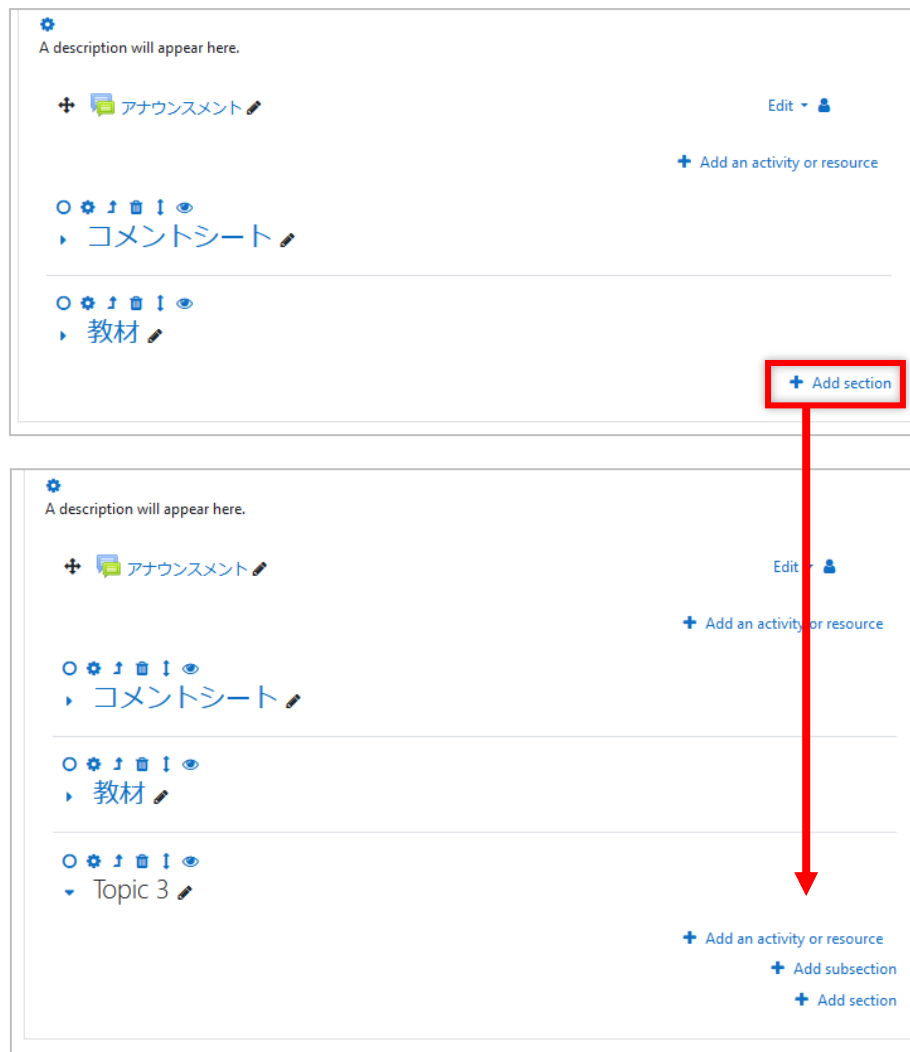 A description will appear here.
アナウンスメント Edit
Add an activity or resource
コメントシート
教材
Add section
A description will appear here.
アナウンスメント Edit
Add an activity or resource
コメントシート
教材
Topic 3
Add an activity or resource
Add subsection
Add section